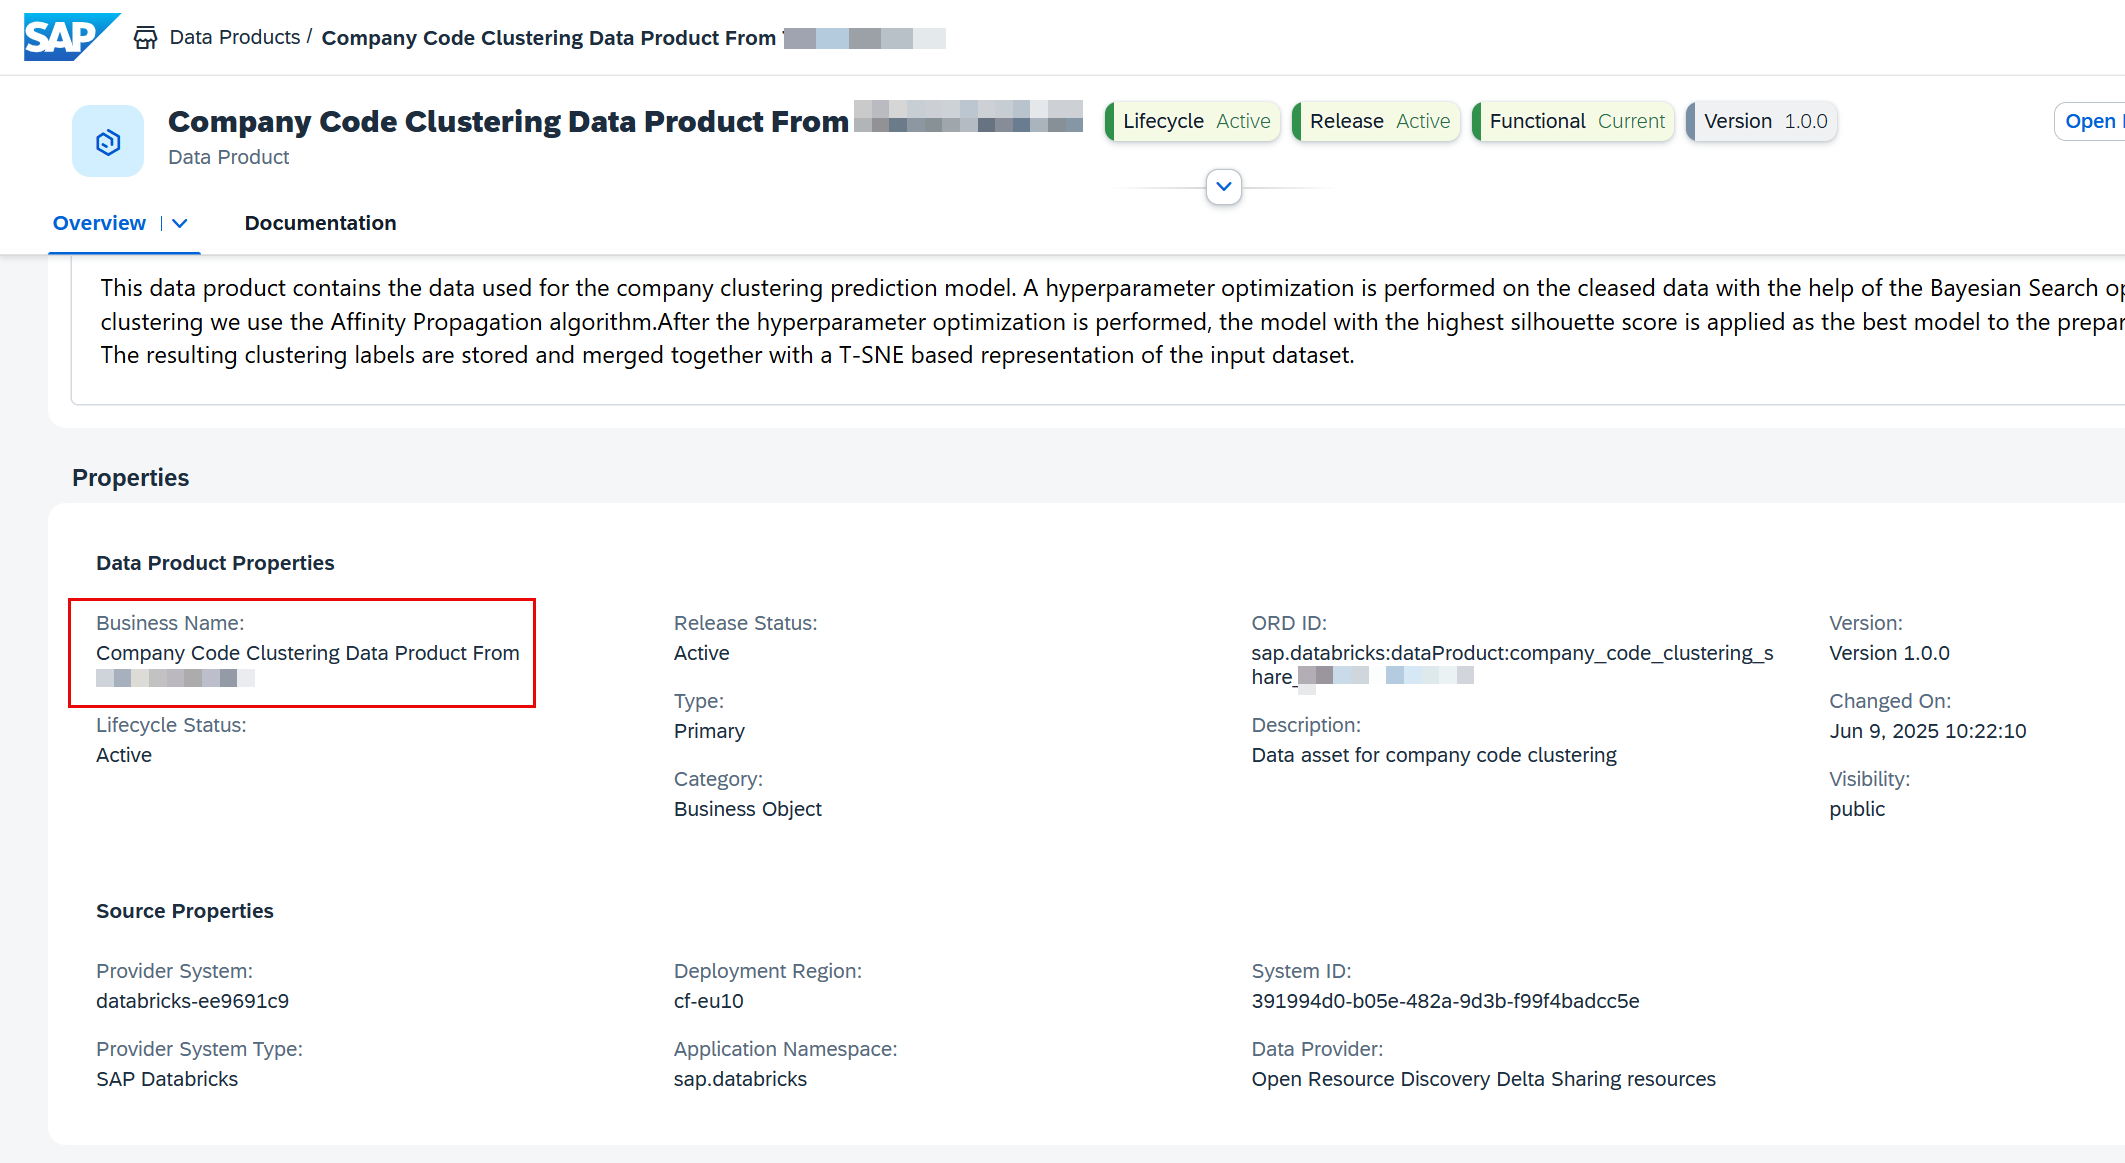 SAP
Data Products / Company Code Clustering Data Product From
Company Code Clustering Data Product From
Data Product
Lifecycle Active
Release Active
Functional Current
Version 1.0.0
Open
Overview
Documentation
This data product contains the data used for the company clustering prediction model. A hyperparameter optimization is performed on the cleased data with the help of the Bayesian Search
clustering we use the Affinity Propagation algorithm.After the hyperparameter optimization is performed, the model with the highest silhouette score is applied as the best model to the
The resulting clustering labels are stored and merged together with a T-SNE based representation of the input dataset.
Properties
Data Product Properties
Business Name:
Company Code Clustering Data Product From
Lifecycle Status:
Active
Release Status:
Active
Type:
Primary
Category:
Business Object
ORD ID:
sap.databricks:dataProduct:company_code_clustering_s
hare_
Description:
Data asset for company code clustering
Version:
Version 1.0.0
Changed On:
Jun 9, 2025 10:22:10
Visibility:
public
Source Properties
Provider System:
databricks-ee9691c9
Provider System Type:
SAP Databricks
Deployment Region:
cf-eu10
Application Namespace:
sap.databricks
System ID:
391994d0-b05e-482a-9d3b-f99f4badcc5e
Data Provider:
Open Resource Discovery Delta Sharing resources